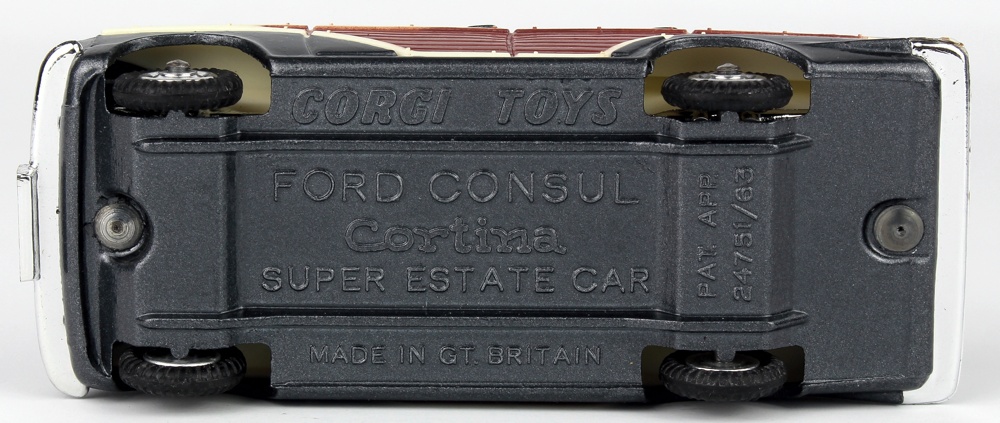 CORGI TOYS
FORD CONSUL
Cortina
SUPER ESTATE CAR
MADE IN GT. BRITAIN
PAT. APP.
24751/63